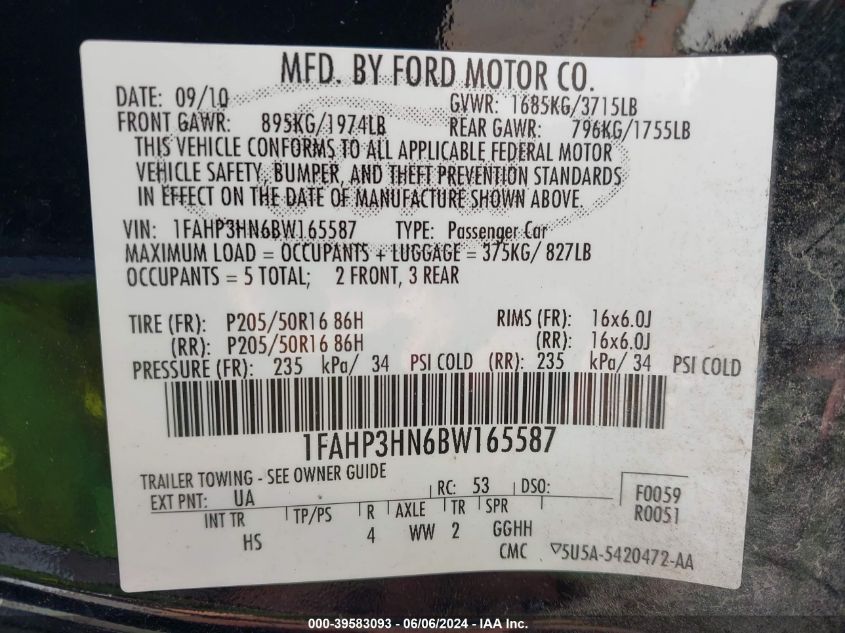 MFD. BY FORD MOTOR CO.
DATE: 09/10 GVWR: 1685KG/3715LB
FRONT GAWR: 895KG/1974LB REAR GAWR: 796KG/1755LB
THIS VEHICLE CONFORMS TO ALL APPLICABLE FEDERAL MOTOR
VEHICLE SAFETY, BUMPER, AND THEFT PREVENTION STANDARDS
IN EFFECT ON THE DATE OF MANUFACTURE SHOWN ABOVE.
VIN: 1FAHP3HN6BW165587 TYPE: Passenger Car
MAXIMUM LOAD = OCCUPANTS + LUGGAGE = 375KG/ 827LB
OCCUPANTS = 5 TOTAL; 2 FRONT, 3 REAR
TIRE (FR): P205/50R16 86H RIMS (FR): 16x6.0J
(RR): P205/50R16 86H (RR): 16x6.0J
PRESSURE (FR): 235 kPa/ 34 PSI COLD (RR): 235 kPa/ 34 PSI COLD
1FAHP3HN6BW165587
TRAILER TOWING - SEE OWNER GUIDE
EXT PNT: UA RC: 53 DSO: F0059
INT TR TP/PS R AXLE TR SPR R0051
HS 4 WW 2 GGHH
CMC 5U5A-5420472-AA
000-39583093 - 06/06/2024 - IAA Inc.